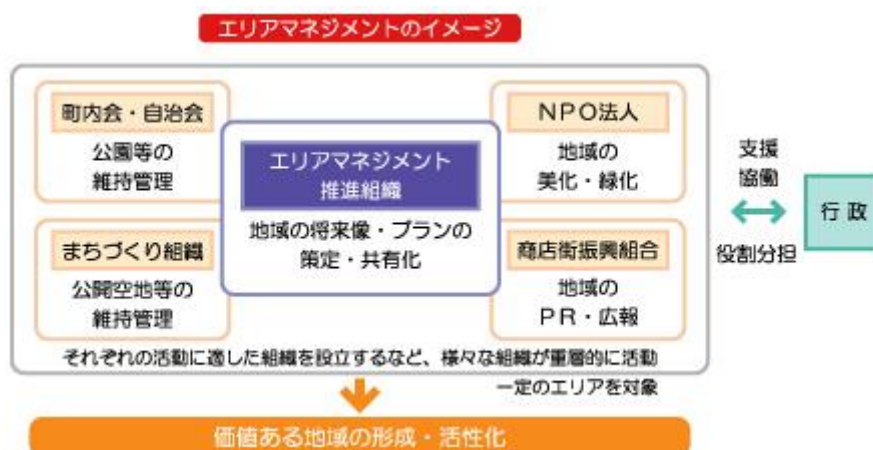 エリアマネジメントのイメージ
町内会・自治会
公園等の
維持管理
エリアマネジメント
推進組織
地域の将来像・プランの
策定・共有化
NPO法人
地域の
美化・緑化
まちづくり組織
公開空地等の
維持管理
商店街振興組合
地域の
PR・広報
それぞれの活動に適した組織を設立するなど、様々な組織が重層的に活動
一定のエリアを対象
支援
協働
役割分担
行政
価値ある地域の形成・活性化